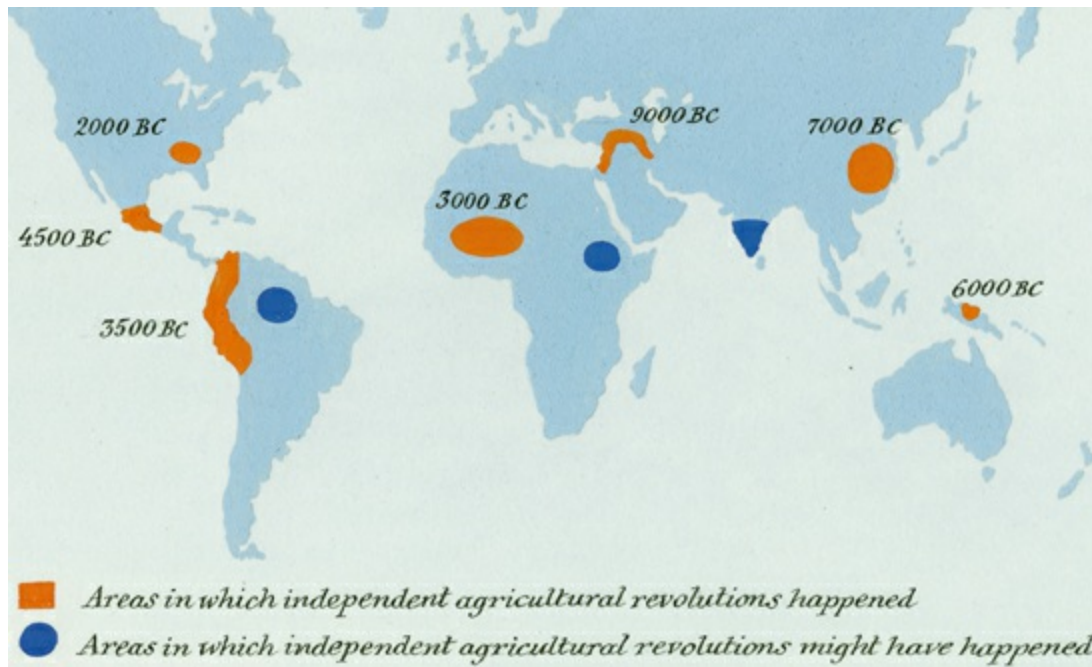 2000 BC
9000 BC
7000 BC
3000 BC
4500 BC
6000 BC
3500 BC
Areas in which independent agricultural revolutions happened
Areas in which independent agricultural revolutions might have happened